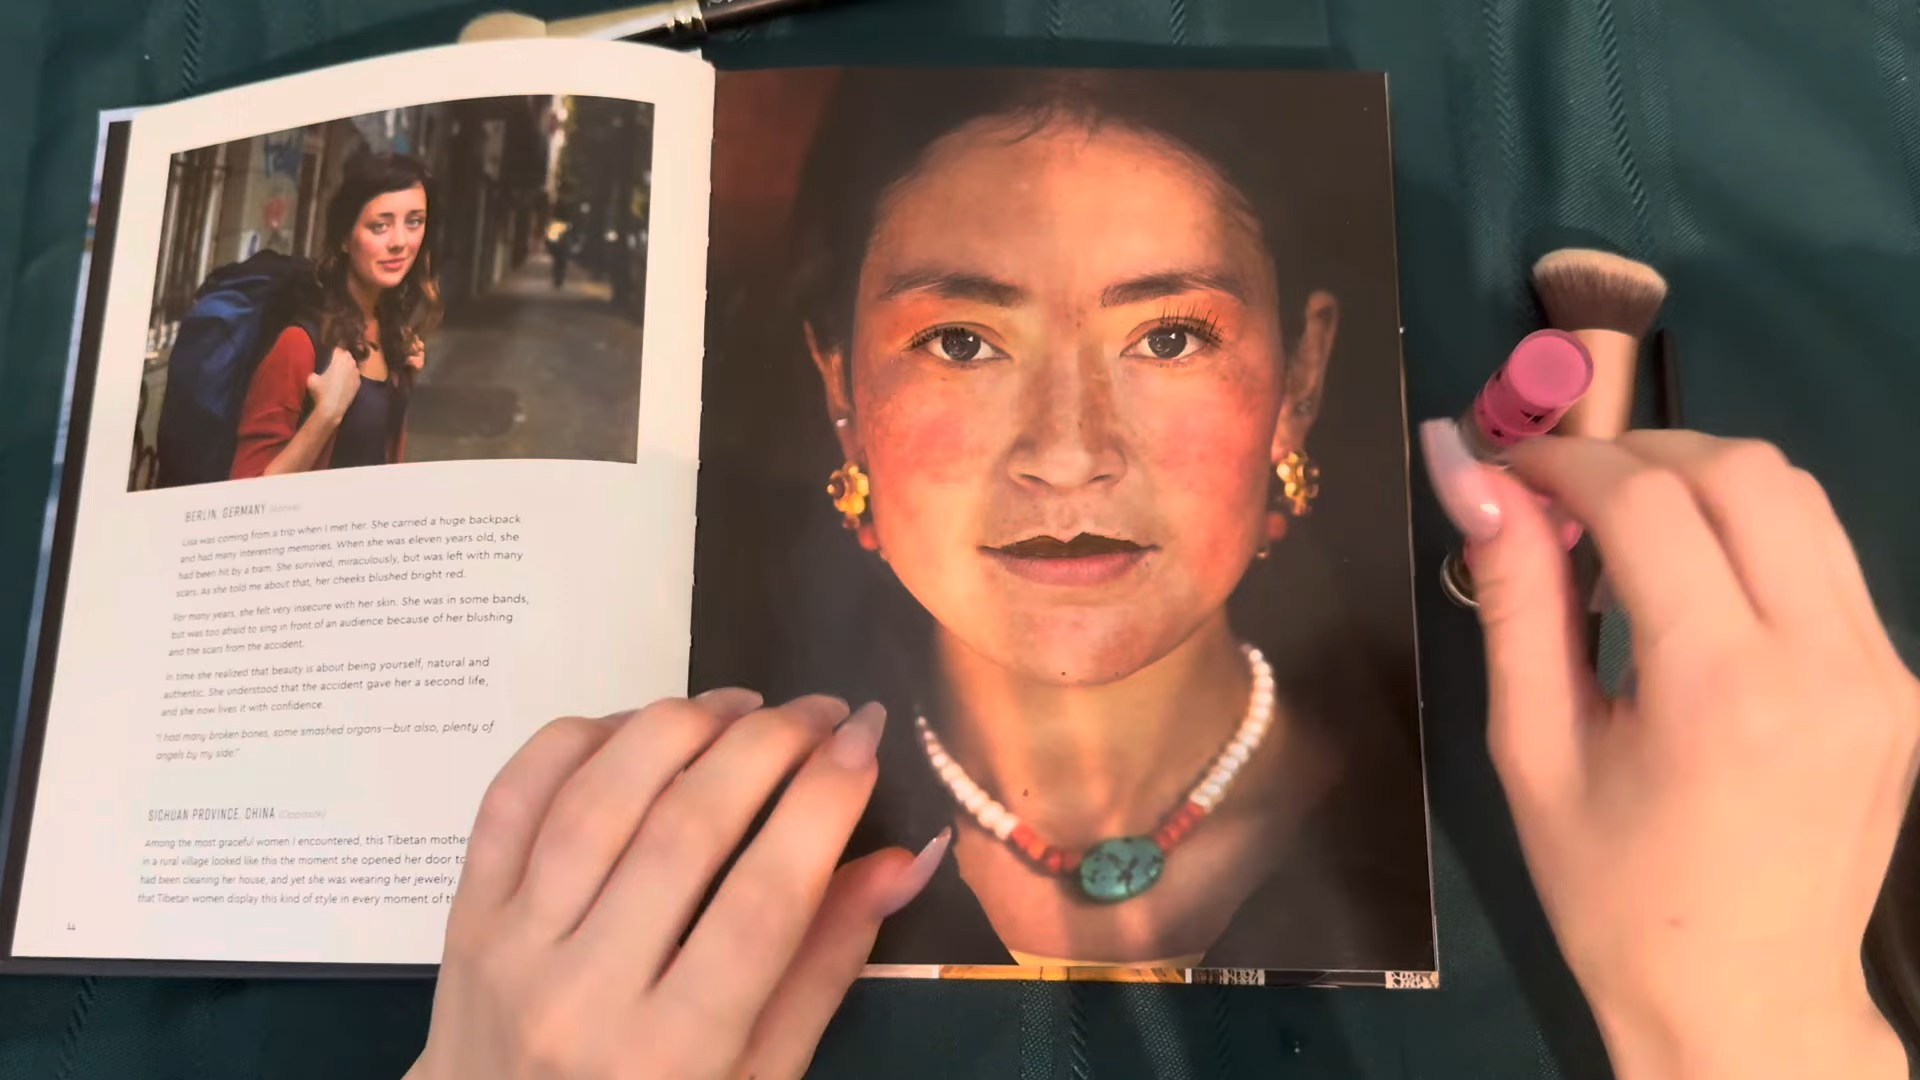 BERLIN, GERMANY (Above)
Lisa was coming from a trip when I met her. She carried a huge backpack
and had many interesting memories. When she was eleven years old, she
had been hit by a tram. She survived, miraculously, but was left with many
scars. As she told me about that, her cheeks blushed bright red.
For many years, she felt very insecure with her skin. She was in some bands,
but was too afraid to sing in front of an audience because of her blushing
and the scars from the accident.
In time she realized that beauty is about being yourself, natural and
authentic. She understood that the accident gave her a second life,
and she now lives it with confidence.
"I had many broken bones, some smashed organs—but also, plenty of
angels by my side."
SICHUAN PROVINCE, CHINA (Opposite)
Among the most graceful women I encountered, this Tibetan mothe
in a rural village looked like this the moment she opened her door to
had been cleaning her house, and yet she was wearing her jewelry.
that Tibetan women display this kind of style in every moment of
14